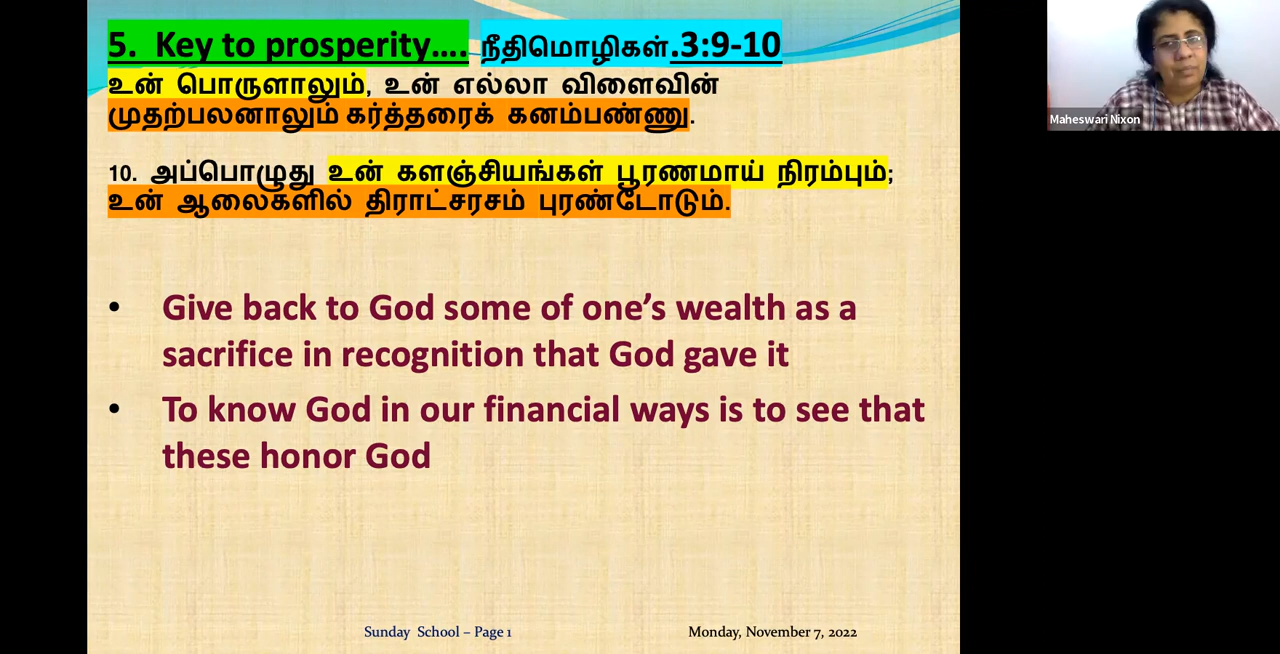 5. Key to prosperity…. நீதிமொழிகள்.3:9-10
உன் பொருளாலும், உன் எல்லா விளைவின்
முதற்பலனாலும் கர்த்தரைக் கனம்பண்ணு.
10. அப்பொழுது உன் களஞ்சியங்கள் பூரணமாய் நிரம்பும்;
உன் ஆலைகளில் திராட்சரசம் புரண்டோடும்.
• Give back to God some of one’s wealth as a
sacrifice in recognition that God gave it
• To know God in our financial ways is to see that
these honor God
Sunday School – Page 1
Monday, November 7, 2022
Maheswari Nixon